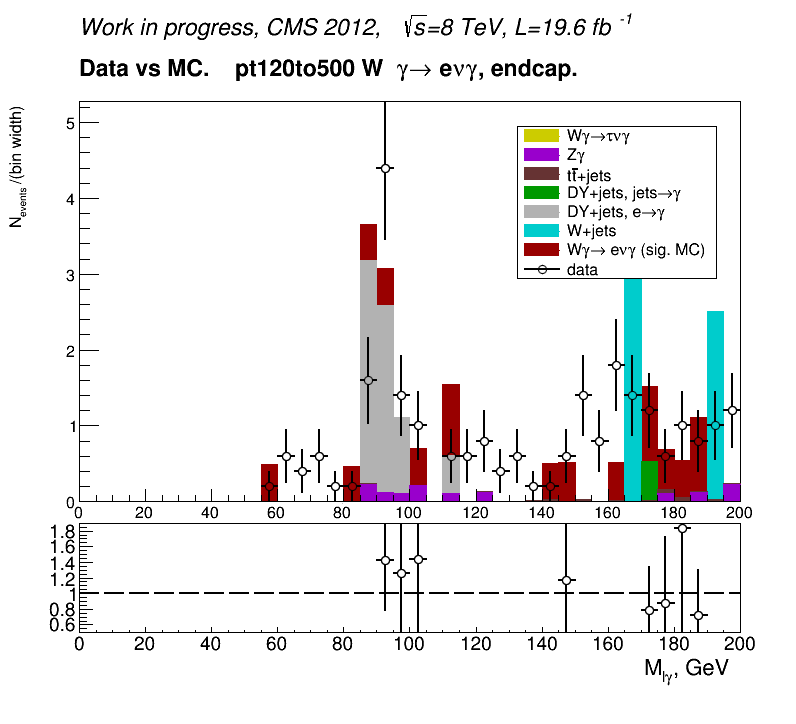 Work in progress, CMS 2012, √s=8 TeV, L=19.6 fb -1
Data vs MC. pt120to500 W γ→ eνγ, endcap.
N events /(bin width)
5
4
3
2
1
0
Wγ→τνγ
Zγ
tt̄+jets
DY+jets, jets→γ
DY+jets, e→γ
W+jets
Wγ→ eνγ (sig. MC)
data
0 20 40 60 80 100 120 140 160 180 200
1.8
1.6
1.4
1.2
1
0.8
0.6
0 20 40 60 80 100 120 140 160 180 200
M lγ, GeV